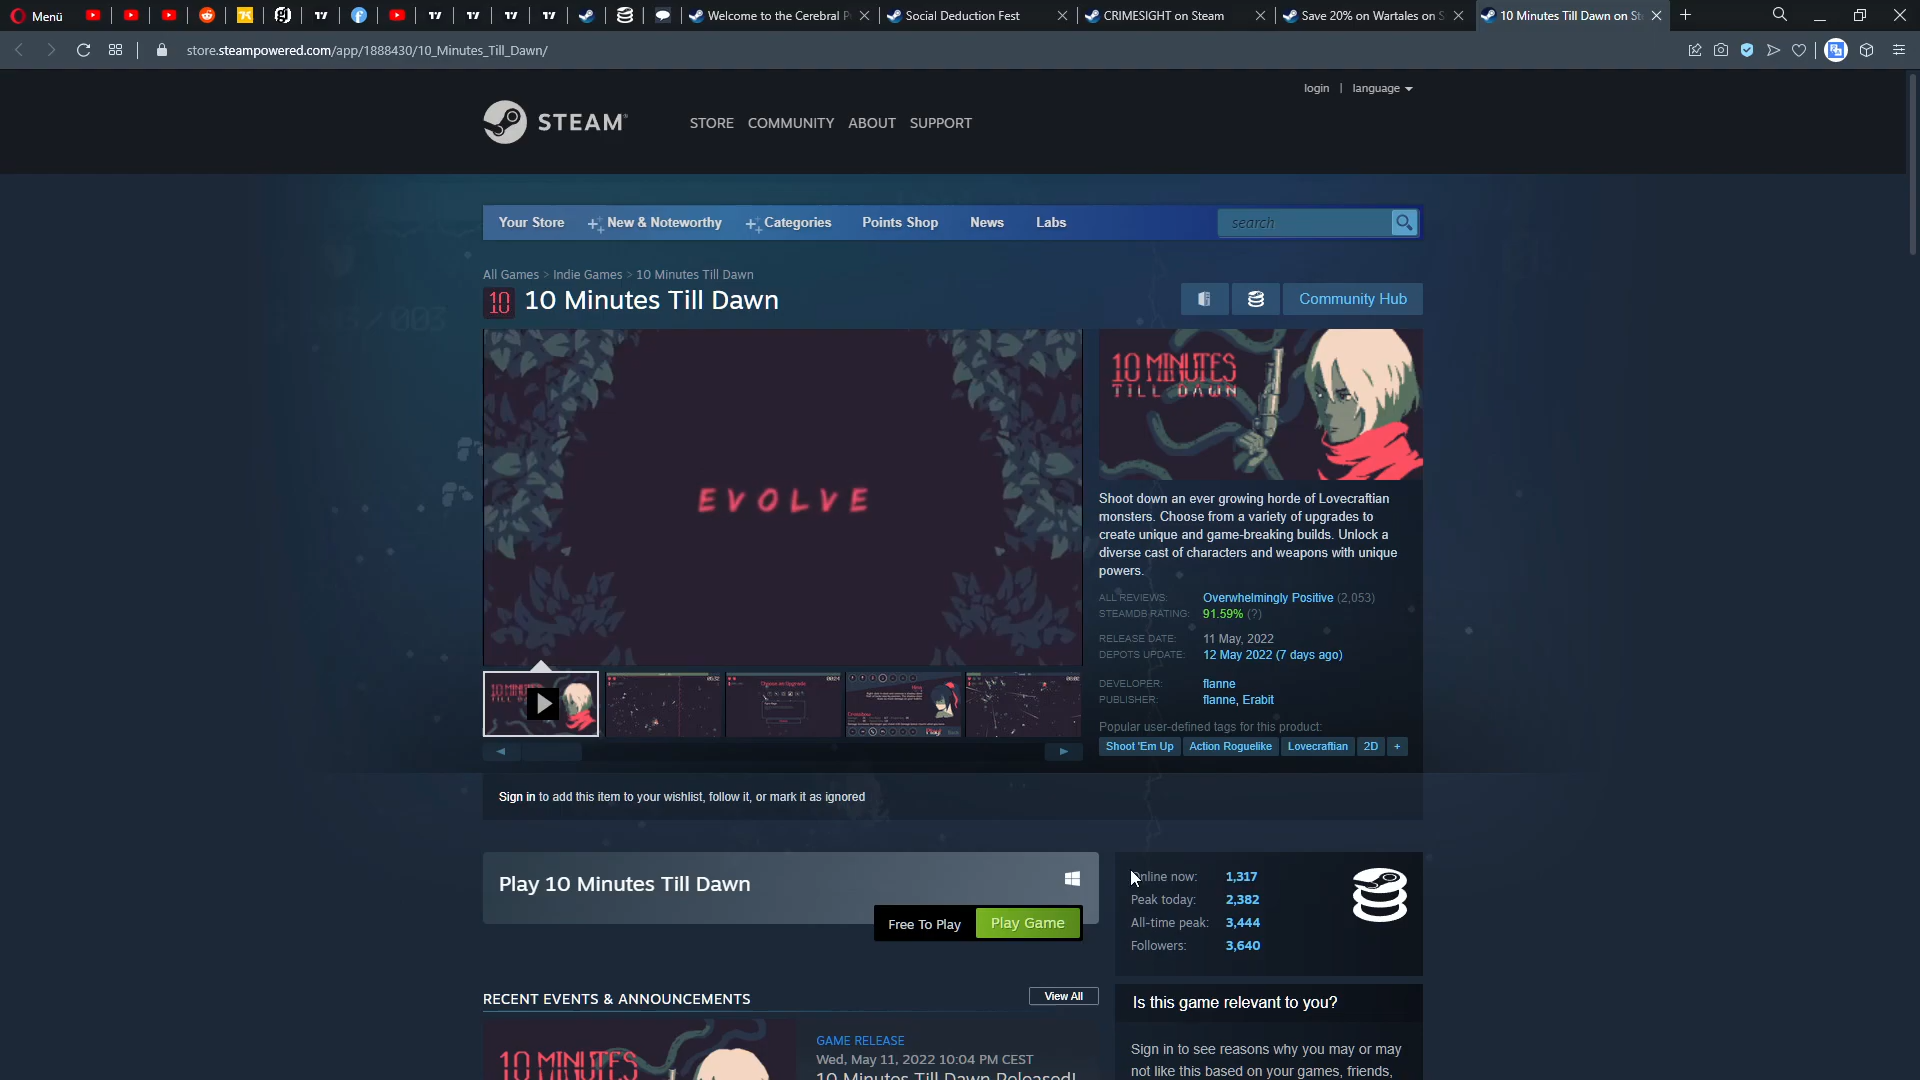 Menü
Welcome to the Cerebral P
Social Deduction Fest
CRIMESIGHT on Steam
Save 20% on Wartales on S
10 Minutes Till Dawn on St
store.steampowered.com/app/1888430/10_Minutes_Till_Dawn/
login | language
STEAM
STORE COMMUNITY ABOUT SUPPORT
Your Store New & Noteworthy Categories Points Shop News Labs
search
All Games > Indie Games > 10 Minutes Till Dawn
10 10 Minutes Till Dawn
Community Hub
EVOLVE
10 MINUTES
TILL DAWN
Shoot down an ever growing horde of Lovecraftian
monsters. Choose from a variety of upgrades to
create unique and game-breaking builds. Unlock a
diverse cast of characters and weapons with unique
powers.
ALL REVIEWS: Overwhelmingly Positive (2,053)
STEAMDB RATING: 91.59% (?)
RELEASE DATE: 11 May, 2022
DEPOTS UPDATE: 12 May 2022 (7 days ago)
DEVELOPER: flanne
PUBLISHER: flanne, Erabit
Popular user-defined tags for this product:
Shoot 'Em Up Action Roguelike Lovecraftian 2D +
Sign in to add this item to your wishlist, follow it, or mark it as ignored
Play 10 Minutes Till Dawn
Free To Play Play Game
Online now: 1,317
Peak today: 2,382
All-time peak: 3,444
Followers: 3,640
RECENT EVENTS & ANNOUNCEMENTS
View All
Is this game relevant to you?
10 MINUTES
GAME RELEASE
Wed, May 11, 2022 10:04 PM CEST
10 Minutes Till Dawn Released!
Sign in to see reasons why you may or may
not like this based on your games, friends,